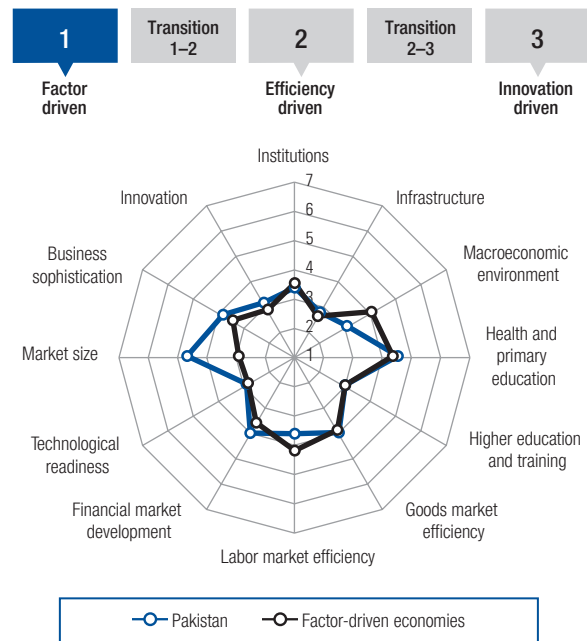 1
Transition
1–2
2
Transition
2–3
3
Factor
driven
Efficiency
driven
Innovation
driven
Institutions
Innovation
Infrastructure
Business
sophistication
Macroeconomic
environment
Market size
Health and
primary
education
Technological
readiness
Higher education
and training
Financial market
development
Goods market
efficiency
Labor market efficiency
7
6
5
4
3
2
1
Pakistan
Factor-driven economies